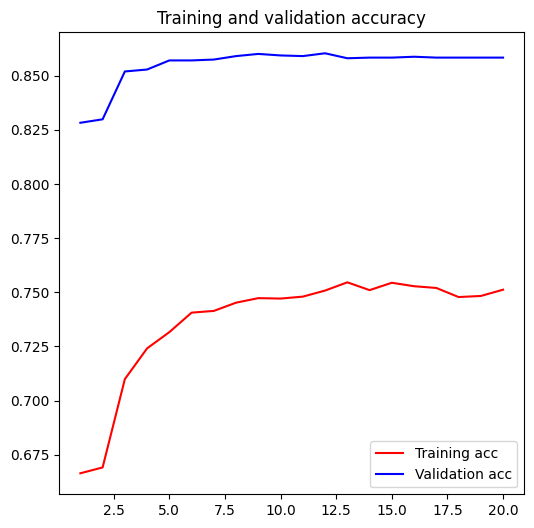 Training and validation accuracy
0.850
0.825
0.800
0.775
0.750
0.725
0.700
0.675
Training acc
Validation acc
2.5 5.0 7.5 10.0 12.5 15.0 17.5 20.0